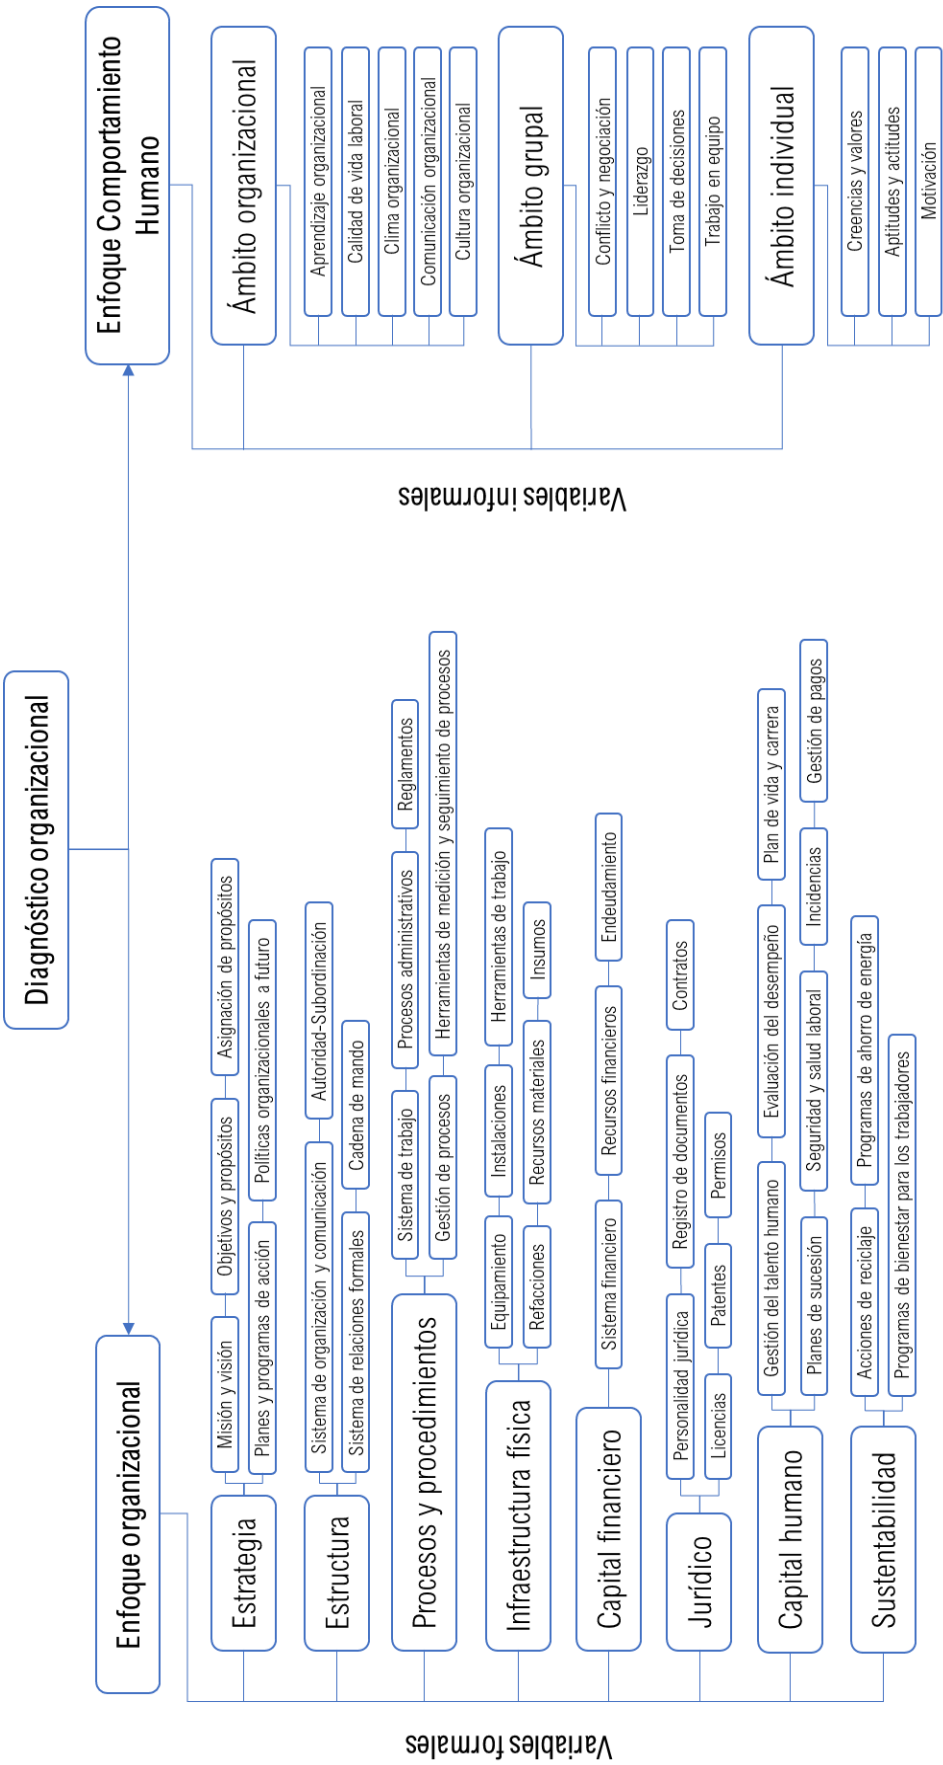 Diagnóstico organizacional
Enfoque organizacional
Variables formales
Estrategia
Misión y visión
Objetivos y propósitos
Asignación de propósitos
Planes y programas de acción
Políticas organizacionales a futuro
Estructura
Sistema de organización y comunicación
Autoridad-Subordinación
Sistema de relaciones formales
Cadena de mando
Procesos y procedimientos
Sistema de trabajo
Procesos administrativos
Reglamentos
Gestión de procesos
Herramientas de medición y seguimiento de procesos
Infraestructura física
Equipamiento
Instalaciones
Herramientas de trabajo
Refacciones
Recursos materiales
Insumos
Capital financiero
Sistema financiero
Recursos financieros
Endeudamiento
Jurídico
Personalidad jurídica
Registro de documentos
Contratos
Licencias
Patentes
Permisos
Capital humano
Gestión del talento humano
Evaluación del desempeño
Plan de vida y carrera
Planes de sucesión
Seguridad y salud laboral
Incidencias
Gestión de pagos
Sustentabilidad
Acciones de reciclaje
Programas de ahorro de energía
Programas de bienestar para los trabajadores
Enfoque Comportamiento
Humano
Variables informales
Ámbito organizacional
Aprendizaje organizacional
Calidad de vida laboral
Clima organizacional
Comunicación organizacional
Cultura organizacional
Ámbito grupal
Conflicto y negociación
Liderazgo
Toma de decisiones
Trabajo en equipo
Ámbito individual
Creencias y valores
Aptitudes y actitudes
Motivación